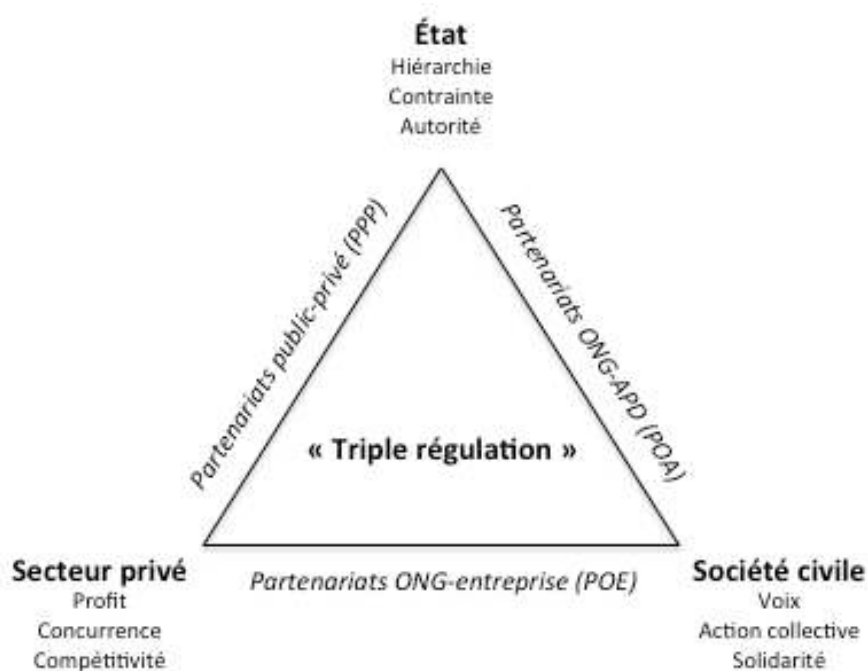 État
Hiérarchie
Contrainte
Autorité
Partenariats public-privé (PPP)
Partenariats ONG-APD (POA)
« Triple régulation »
Secteur privé
Profit
Concurrence
Compétitivité
Partenariats ONG-entreprise (POE)
Société civile
Voix
Action collective
Solidarité